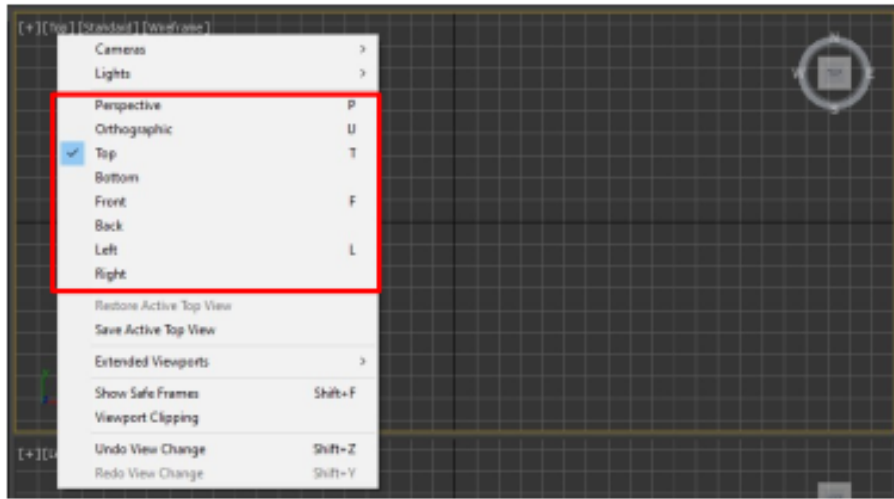 [+][Top][Standard][Wireframe]
Cameras >
Lights >
Perspective P
Orthographic U
Top T
Bottom
Front F
Back
Left L
Right
Restore Active Top View
Save Active Top View
Extended Viewports >
Show Safe Frames Shift+F
Viewport Clipping
Undo View Change Shift+Z
Redo View Change Shift+Y
N
W E
S
[+]